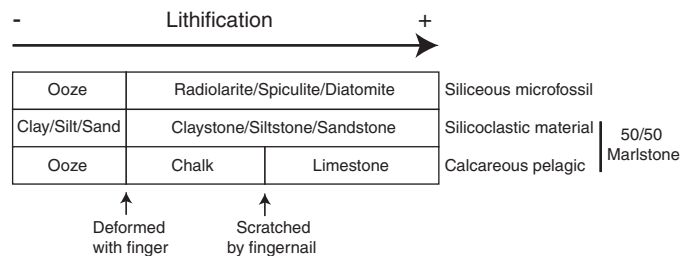 - Lithification +
Ooze Radiolarite/Spiculite/Diatomite Siliceous microfossil
Clay/Silt/Sand Claystone/Siltstone/Sandstone Silicoclastic material
50/50
Marlstone
Ooze Chalk Limestone Calcareous pelagic
Deformed
with finger
Scratched
by fingernail